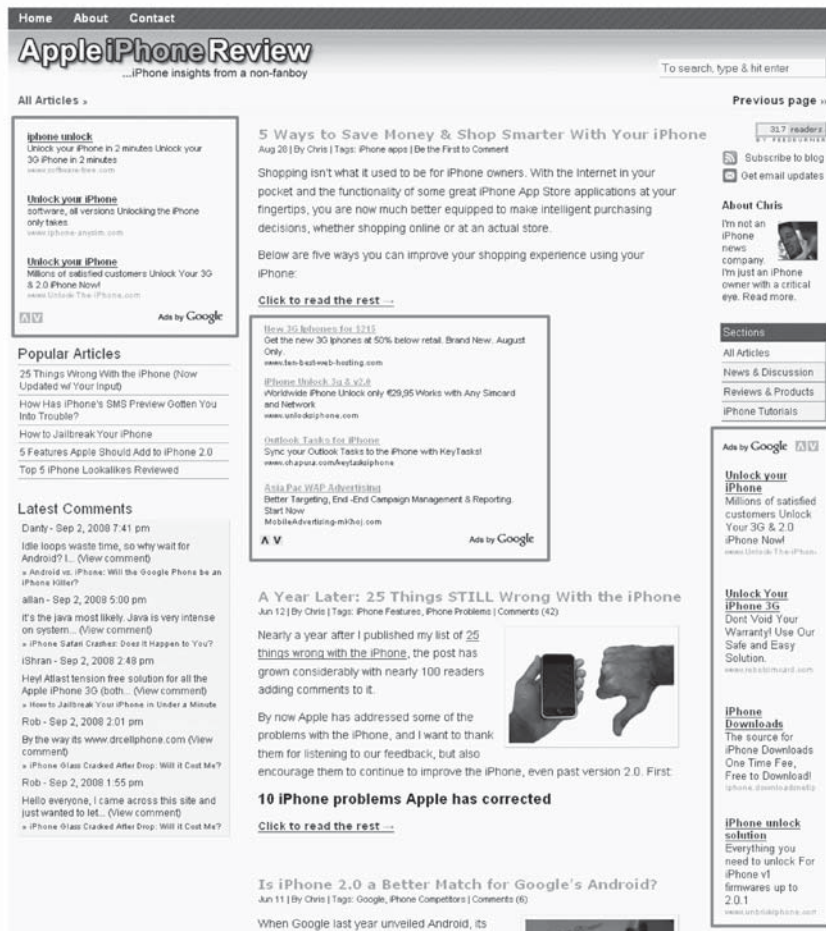 Home About Contact
Apple iPhone Review
...iPhone insights from a non-fanboy
To search, type & hit enter
All Articles »
Previous page »
iphone unlock
Unlock your iPhone in 2 minutes Unlock your
3G iPhone in 2 minutes
www.software-free.com
Unlock your iPhone
software, all versions Unlocking the iPhone
only takes
www.iphone-anysim.com
Unlock your iPhone
Millions of satisfied customers Unlock Your 3G
& 2.0 iPhone Now!
www.Unlock-The-iPhone.com
Ads by Google
Popular Articles
25 Things Wrong With the iPhone (Now
Updated w/ Your Input)
How Has iPhone's SMS Preview Gotten You
Into Trouble?
How to Jailbreak Your iPhone
5 Features Apple Should Add to iPhone 2.0
Top 5 iPhone Lookalikes Reviewed
Latest Comments
Danty - Sep 2, 2008 7:41 pm
Idle loops waste time, so why wait for
Android? I... (View comment)
» Android vs. iPhone: Will the Google Phone be an
iPhone Killer?
allan - Sep 2, 2008 5:00 pm
it's the java most likely. Java is very intense
on system... (View comment)
» iPhone Safari Crashes: Does It Happen to You?
iShran - Sep 2, 2008 2:48 pm
Hey! Atlast tension free solution for all the
Apple iPhone 3G (both... (View comment)
» How to Jailbreak Your iPhone in Under a Minute
Rob - Sep 2, 2008 2:01 pm
By the way its www.drcellphone.com (View
comment)
» iPhone Glass Cracked After Drop: Will it Cost Me?
Rob - Sep 2, 2008 1:55 pm
Hello everyone, I came across this site and
just wanted to let... (View comment)
» iPhone Glass Cracked After Drop: Will it Cost Me?
5 Ways to Save Money & Shop Smarter With Your iPhone
Aug 28 | By Chris | Tags: iPhone apps | Be the First to Comment
Shopping isn't what it used to be for iPhone owners. With the Internet in your
pocket and the functionality of some great iPhone App Store applications at your
fingertips, you are now much better equipped to make intelligent purchasing
decisions, whether shopping online or at an actual store.
Below are five ways you can improve your shopping experience using your
iPhone:
Click to read the rest →
New 3G Iphones for $215
Get the new 3G Iphones at 50% below retail. Brand New. August
Only.
www.ten-best-web-hosting.com
iPhone Unlock 3g & v2.0
Worldwide iPhone Unlock only €29,95 Works with Any Simcard
and Network
www.unlocksiphone.com
Outlook Tasks for iPhone
Sync your Outlook Tasks to the iPhone with KeyTasks!
www.chapura.com/keytasksiphone
Asia Pac WAP Advertising
Better Targeting, End -End Campaign Management & Reporting.
Start Now
MobileAdvertising-mKhoj.com
Ads by Google
A Year Later: 25 Things STILL Wrong With the iPhone
Jun 12 | By Chris | Tags: iPhone Features, iPhone Problems | Comments (42)
Nearly a year after I published my list of 25
things wrong with the iPhone, the post has
grown considerably with nearly 100 readers
adding comments to it.
By now Apple has addressed some of the
problems with the iPhone, and I want to thank
them for listening to our feedback, but also
encourage them to continue to improve the iPhone, even past version 2.0. First:
10 iPhone problems Apple has corrected
Click to read the rest →
Is iPhone 2.0 a Better Match for Google's Android?
Jun 11 | By Chris | Tags: Google, iPhone Competitors | Comments (6)
When Google last year unveiled Android, its
317 readers
BY FEEDBURNER
Subscribe to blog
Get email updates
About Chris
I'm not an
iPhone
news
company.
I'm just an iPhone
owner with a critical
eye. Read more.
Sections
All Articles
News & Discussion
Reviews & Products
iPhone Tutorials
Ads by Google
Unlock your
iPhone
Millions of satisfied
customers Unlock
Your 3G & 2.0
iPhone Now!
www.Unlock-The-iPhon
Unlock Your
iPhone 3G
Dont Void Your
Warranty! Use Our
Safe and Easy
Solution.
iPhone
Downloads
The source for
iPhone Downloads
One Time Fee,
Free to Download!
iPhone unlock
solution
Everything you
need to unlock For
iPhone v1
firmwares up to
2.0.1